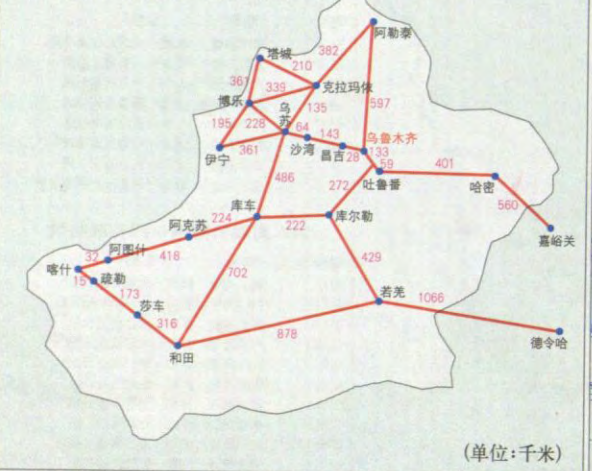 阿勒泰
382
塔城
210
克拉玛依
361
339
135
597
博乐
乌苏
195
228
64
143
乌鲁木齐
沙湾
昌吉
28
133
伊宁
361
59
401
吐鲁番
哈密
486
272
560
库车
224
阿克苏
222
库尔勒
嘉峪关
32
阿图什
418
喀什
15
疏勒
702
429
173
莎车
若羌
1066
316
878
和田
德令哈
(单位:千米)